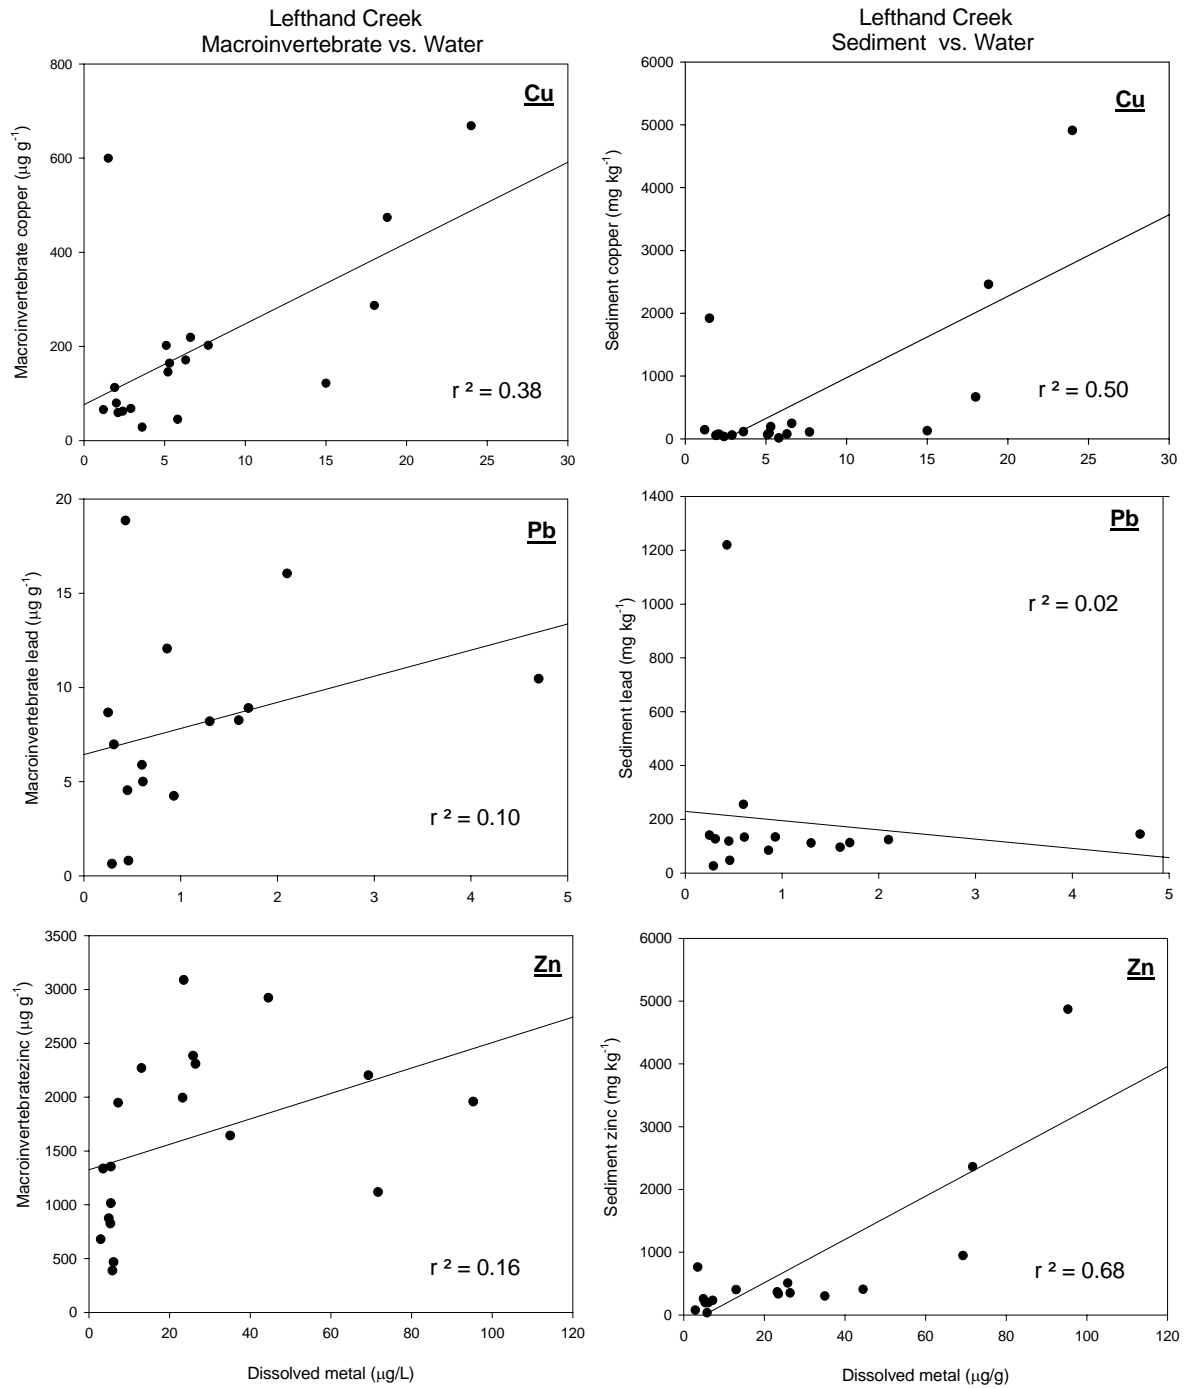 Lefthand Creek
Macroinvertebrate vs. Water
Lefthand Creek
Sediment vs. Water
Cu
Macroinvertebrate copper (μg g⁻¹)
800
600
400
200
0
r ² = 0.38
0 5 10 15 20 25 30
Cu
Sediment copper (mg kg⁻¹)
6000
5000
4000
3000
2000
1000
0
r ² = 0.50
0 5 10 15 20 25 30
Pb
Macroinvertebrate lead (μg g⁻¹)
20
15
10
5
0
r ² = 0.10
0 1 2 3 4 5
Pb
Sediment lead (mg kg⁻¹)
1400
1200
1000
800
600
400
200
0
r ² = 0.02
0 1 2 3 4 5
Zn
Macroinvertebratezinc (μg g⁻¹)
3500
3000
2500
2000
1500
1000
500
0
r ² = 0.16
0 20 40 60 80 100 120
Dissolved metal (μg/L)
Zn
Sediment zinc (mg kg⁻¹)
6000
5000
4000
3000
2000
1000
0
r ² = 0.68
0 20 40 60 80 100 120
Dissolved metal (μg/g)